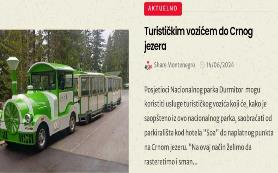 AKTUELNO
Turističkim vozićem do Crnog
jezera
Share Montenegro 14/06/2024
Posjetioci Nacionalnog parka Durmitor mogu
koristiti usluge turističkog vozića koji će, kako je
saopšteno iz ovo nacionalnog parka, saobraćati od
parkirališta kod hotela "Soa" do naplatnog punkta
na Crnom jezeru. "Na ovaj način želimo da
rasteretimo i sman...